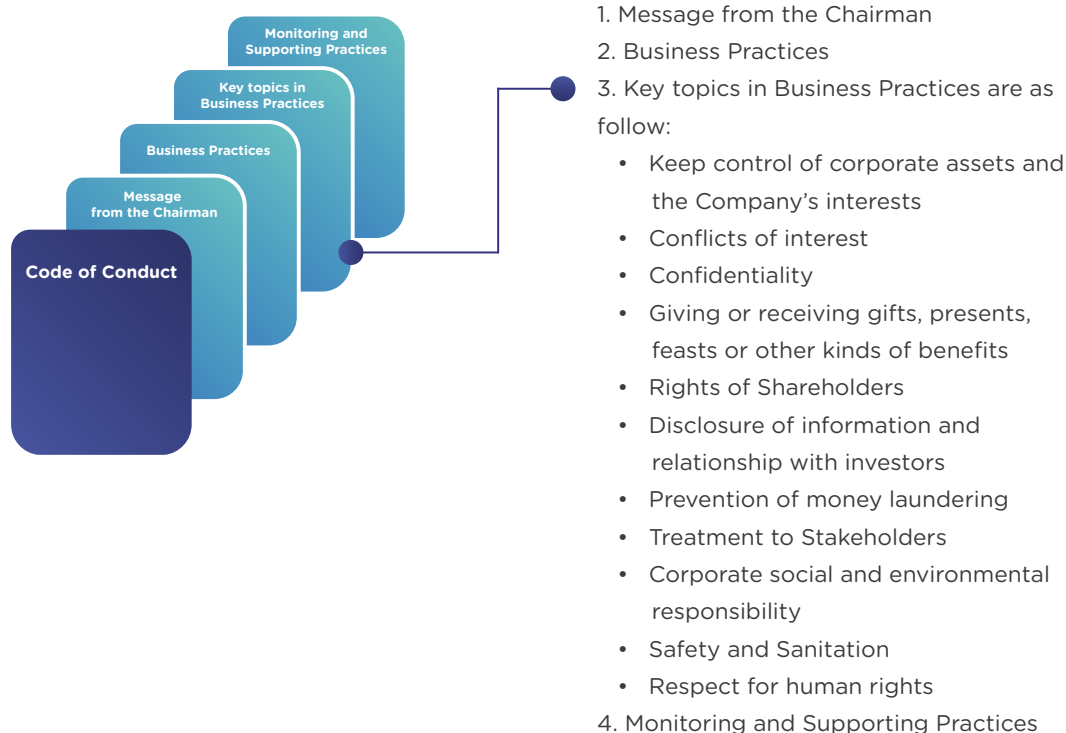 Monitoring and
Supporting Practices
Key topics in
Business Practices
Business Practices
Message
from the Chairman
Code of Conduct
1. Message from the Chairman
2. Business Practices
3. Key topics in Business Practices are as
follow:
• Keep control of corporate assets and
the Company’s interests
• Conflicts of interest
• Confidentiality
• Giving or receiving gifts, presents,
feasts or other kinds of benefits
• Rights of Shareholders
• Disclosure of information and
relationship with investors
• Prevention of money laundering
• Treatment to Stakeholders
• Corporate social and environmental
responsibility
• Safety and Sanitation
• Respect for human rights
4. Monitoring and Supporting Practices